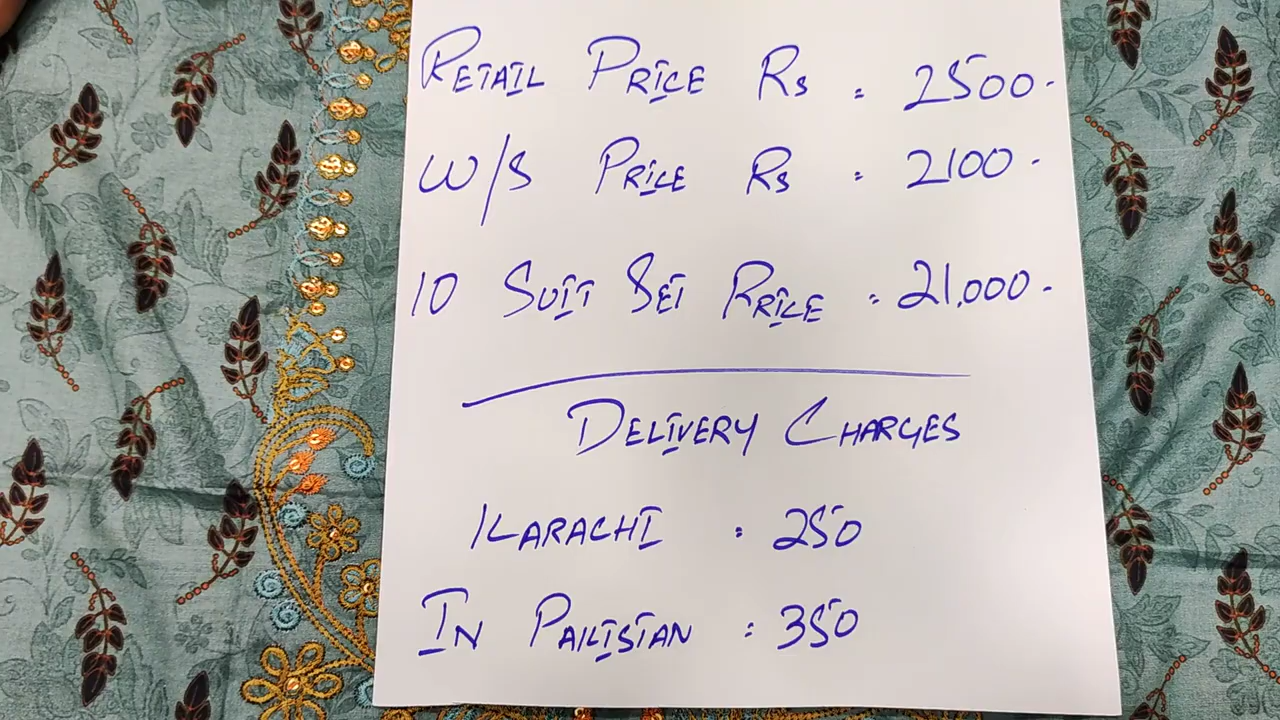 RETAIL PRICE Rs = 2500.
W/S PRICE Rs = 2100.
10 SUIT SET PRICE = 21,000.
DELIVERY CHARGES
KARACHI : 250
IN PAKISTAN : 350